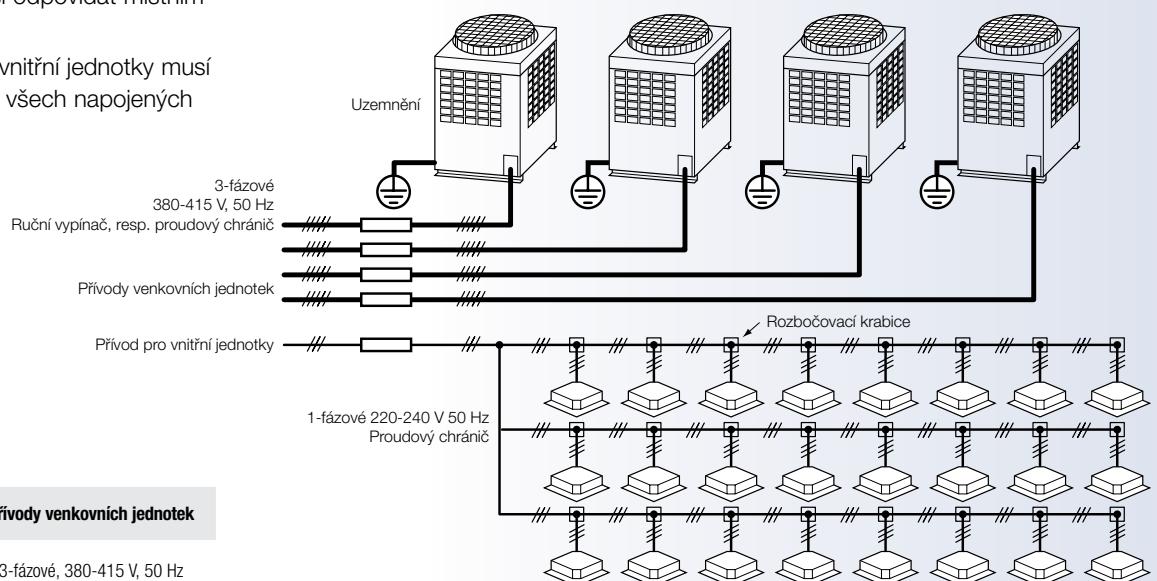 odpovídat místním
vnitřní jednotky musí
všech napojených
Uzemnění
3-fázové
380-415 V, 50 Hz
Ruční vypínač, resp. proudový chránič
Přívody venkovních jednotek
Rozbočovací krabice
Přívod pro vnitřní jednotky
1-fázové 220-240 V 50 Hz
Proudový chránič
řívody venkovních jednotek
3-fázové, 380-415 V, 50 Hz